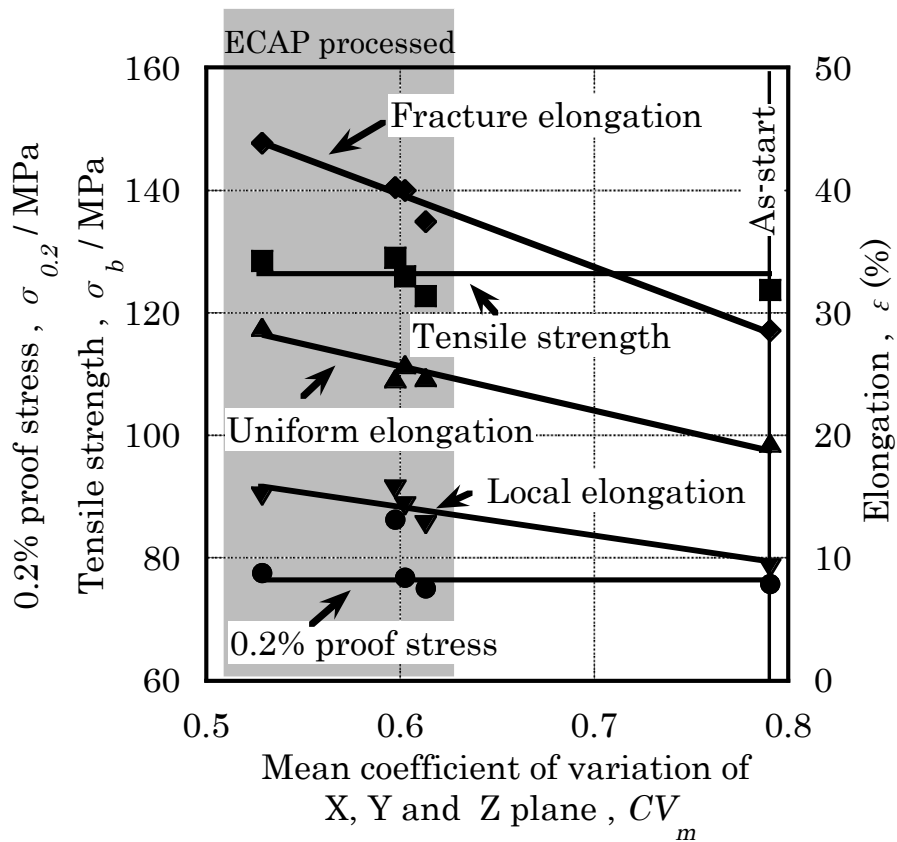 ECAP processed
160
140
120
100
80
60
50
40
30
20
10
0
0.5
0.6
0.7
0.8
0.2% proof stress , σ0.2 / MPa
Tensile strength , σb / MPa
Elongation , ε (%)
As-start
Fracture elongation
Tensile strength
Uniform elongation
Local elongation
0.2% proof stress
Mean coefficient of variation of
X, Y and Z plane , CVm